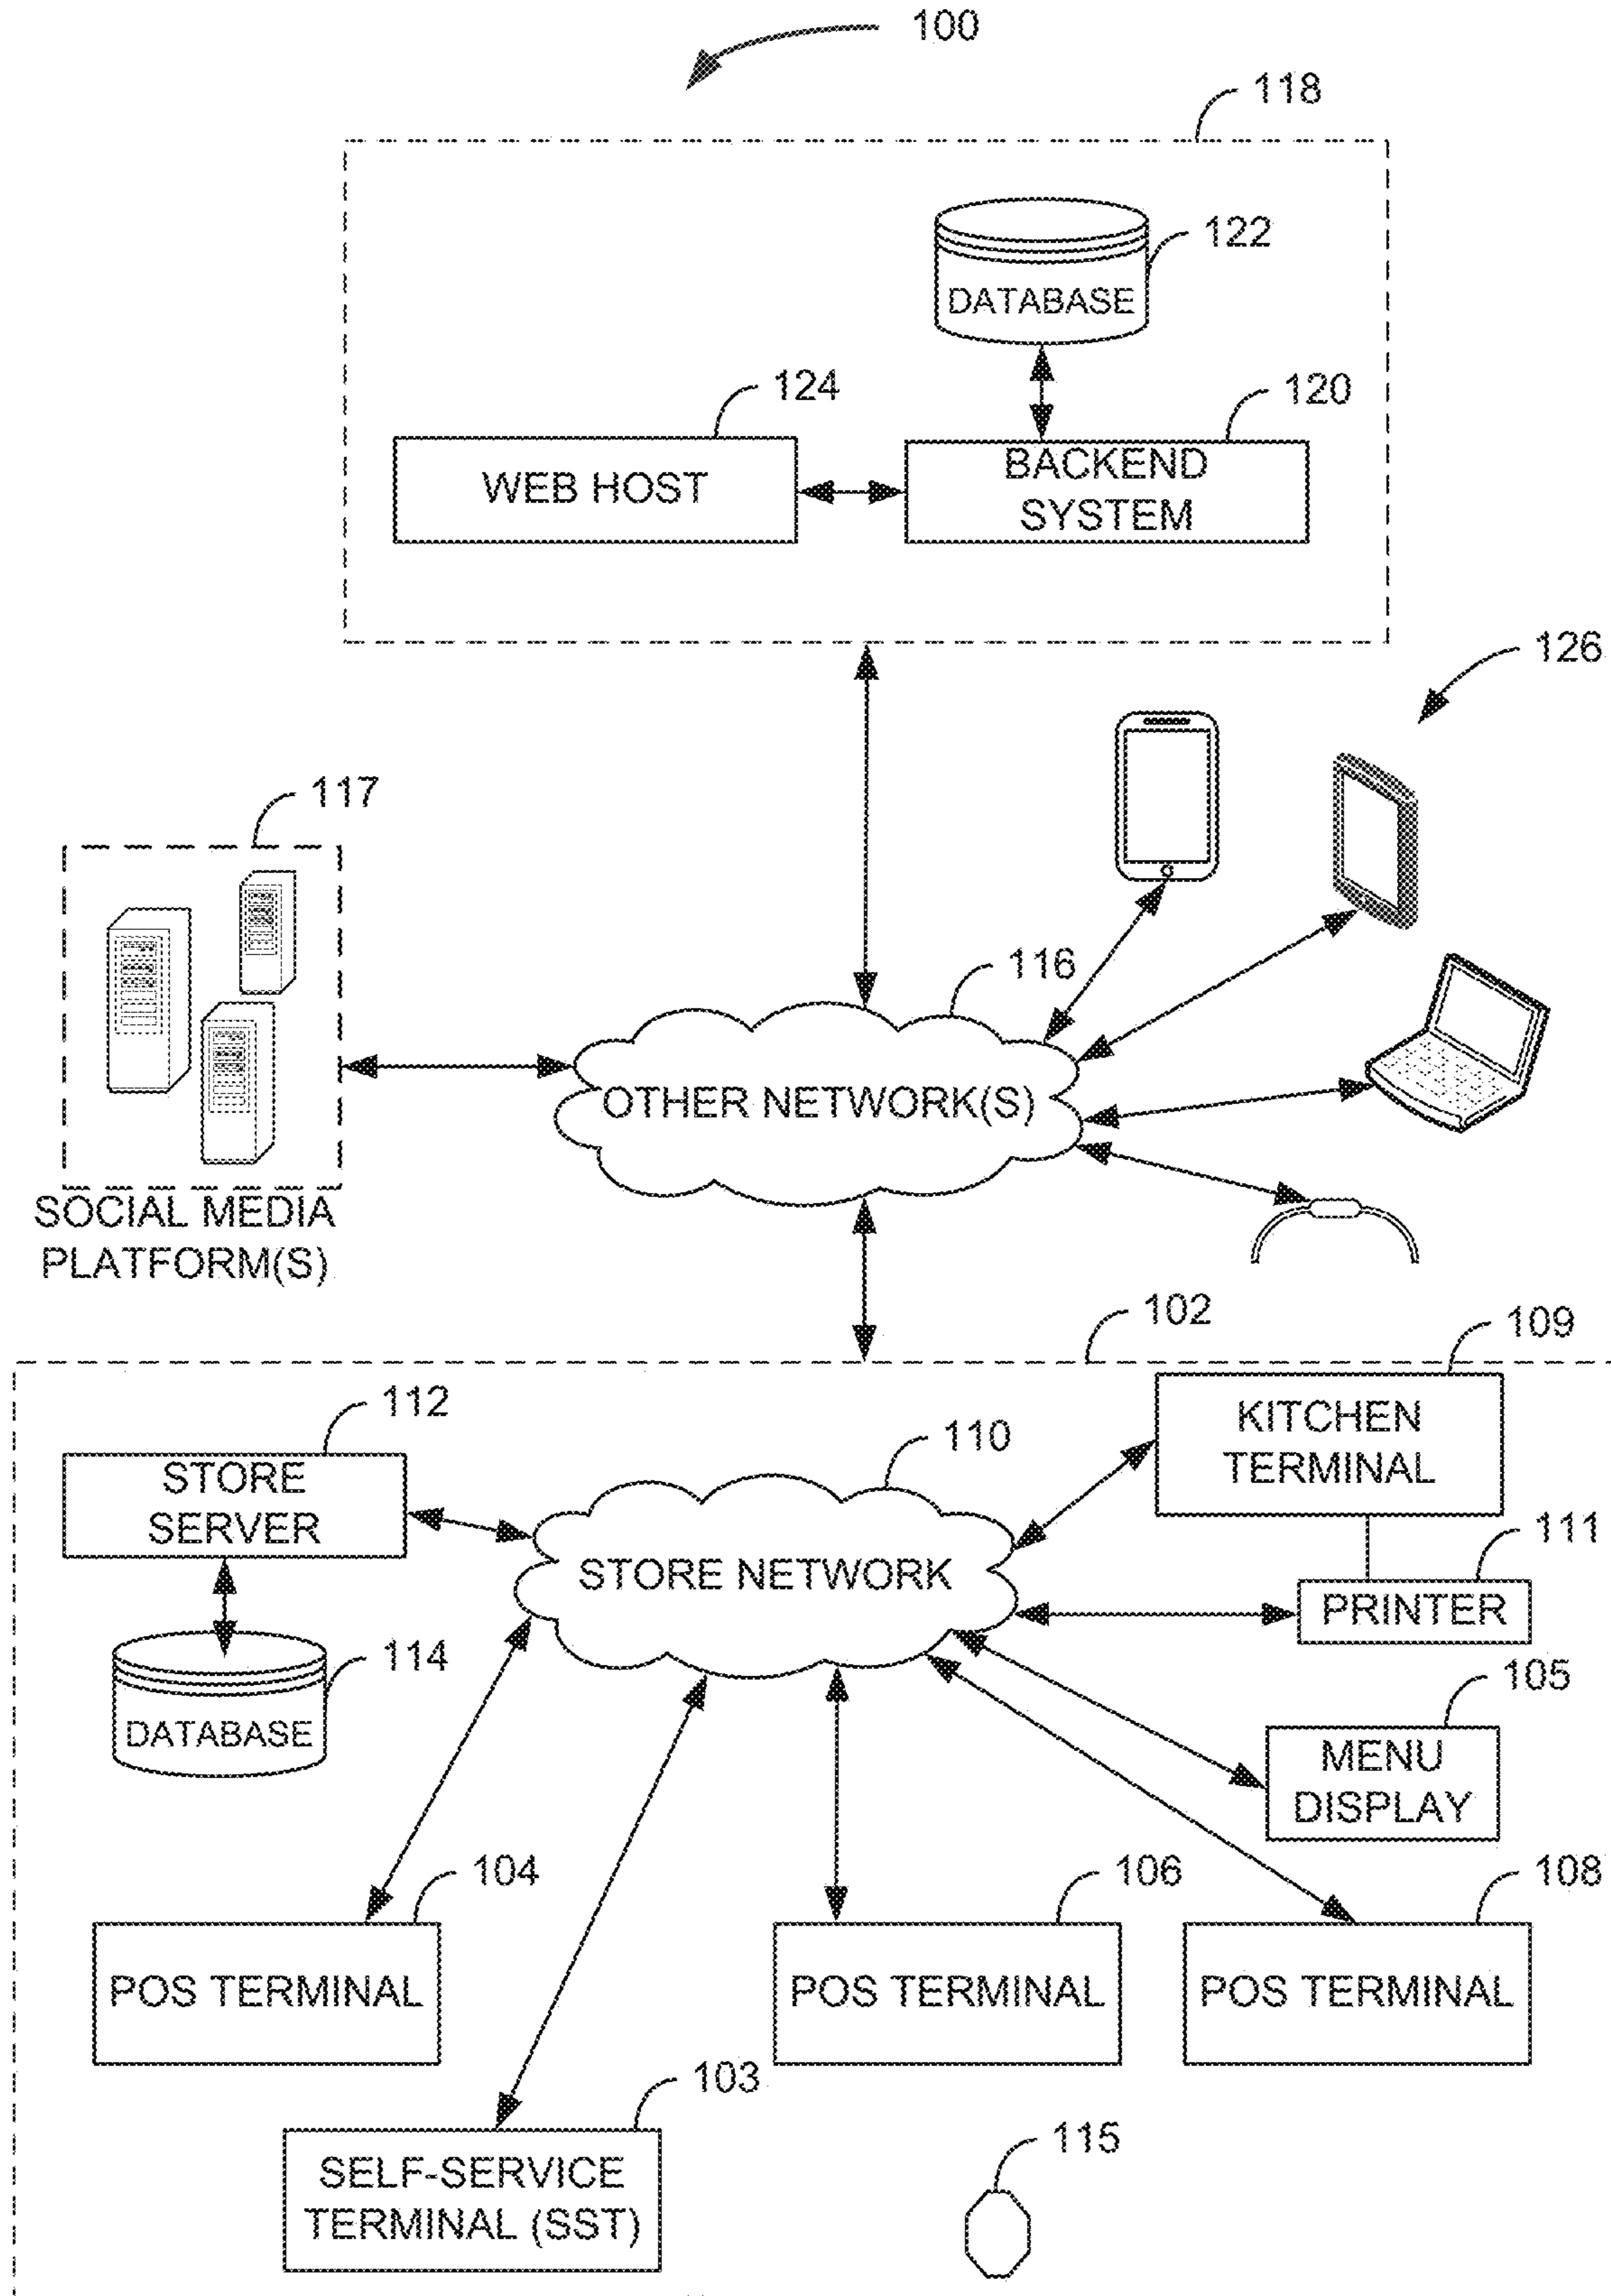 100
118
122
DATABASE
124
120
WEB HOST
BACKEND
SYSTEM
126
117
116
OTHER NETWORK(S)
SOCIAL MEDIA
PLATFORM(S)
102
109
112
110
KITCHEN
TERMINAL
STORE
SERVER
STORE NETWORK
111
PRINTER
114
DATABASE
105
MENU
DISPLAY
104
106
108
POS TERMINAL
POS TERMINAL
POS TERMINAL
103
SELF-SERVICE
TERMINAL (SST)
115